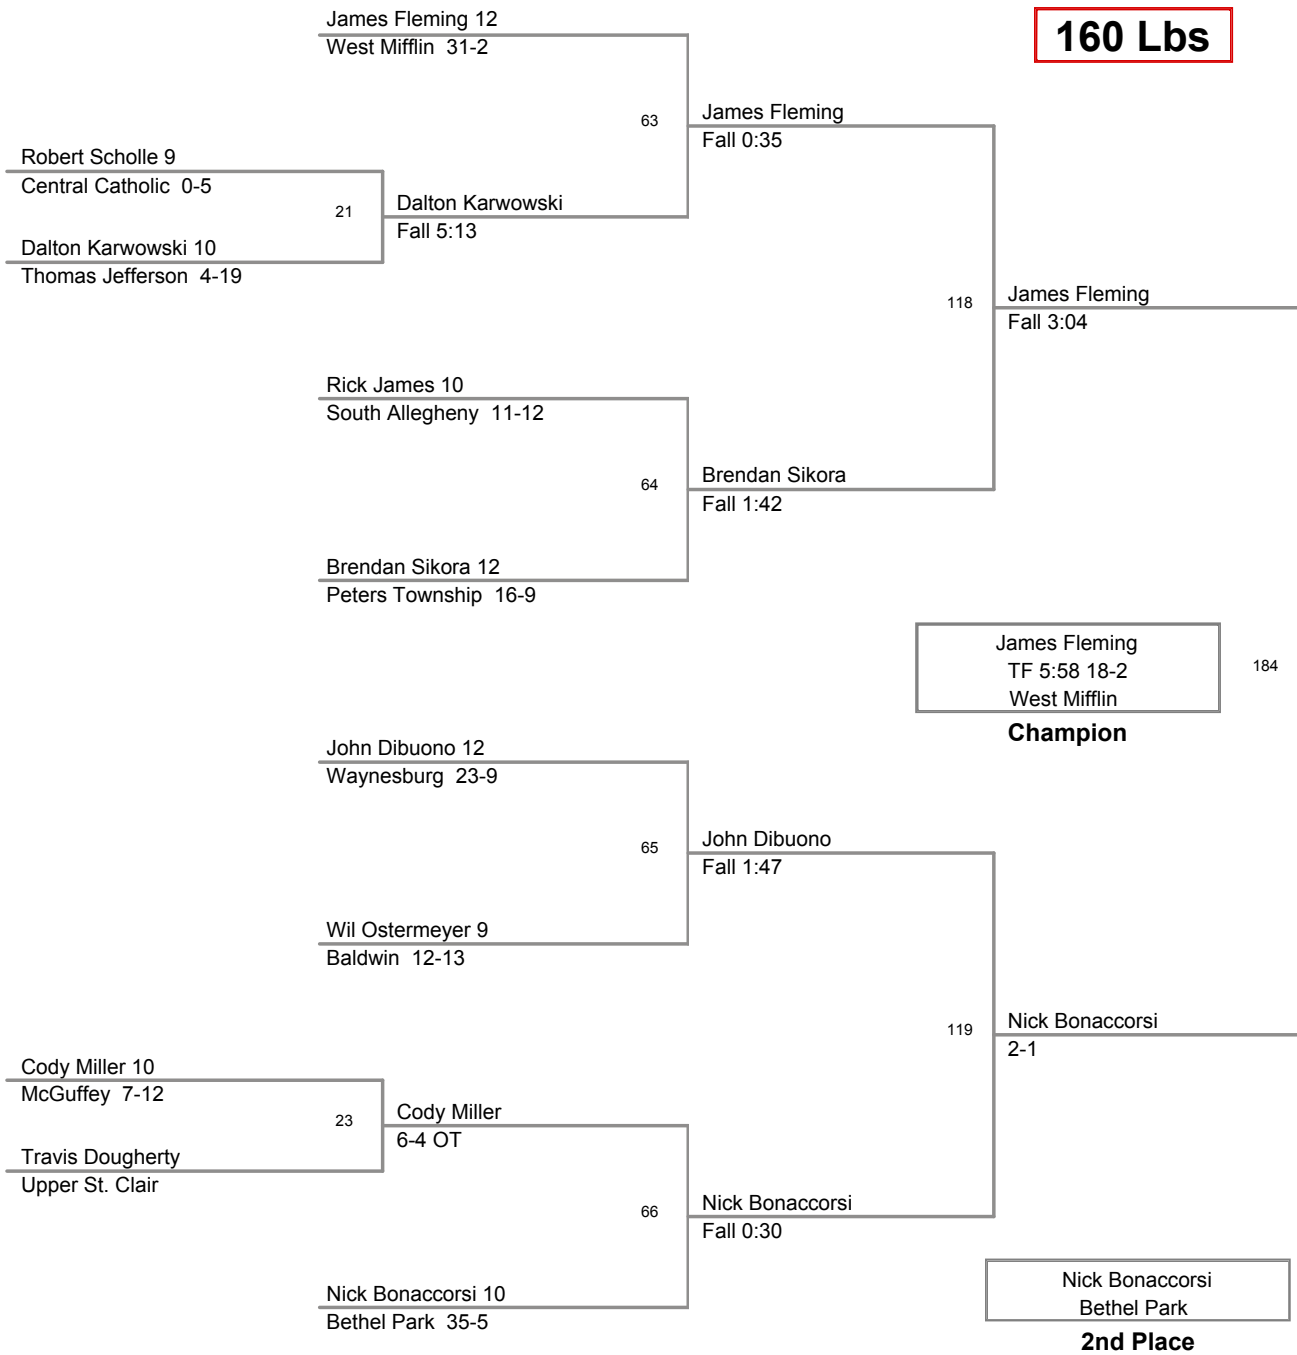 James Fleming 12
West Mifflin 31-2
160 Lbs
63
James Fleming
Fall 0:35
Robert Scholle 9
Central Catholic 0-5
21
Dalton Karwowski
Fall 5:13
Dalton Karwowski 10
Thomas Jefferson 4-19
118
James Fleming
Fall 3:04
Rick James 10
South Allegheny 11-12
64
Brendan Sikora
Fall 1:42
Brendan Sikora 12
Peters Township 16-9
James Fleming
TF 5:58 18-2
West Mifflin
184
Champion
John Dibuono 12
Waynesburg 23-9
65
John Dibuono
Fall 1:47
Wil Ostermeyer 9
Baldwin 12-13
119
Nick Bonaccorsi
2-1
Cody Miller 10
McGuffey 7-12
23
Cody Miller
6-4 OT
Travis Dougherty
Upper St. Clair
66
Nick Bonaccorsi
Fall 0:30
Nick Bonaccorsi 10
Bethel Park 35-5
Nick Bonaccorsi
Bethel Park
2nd Place